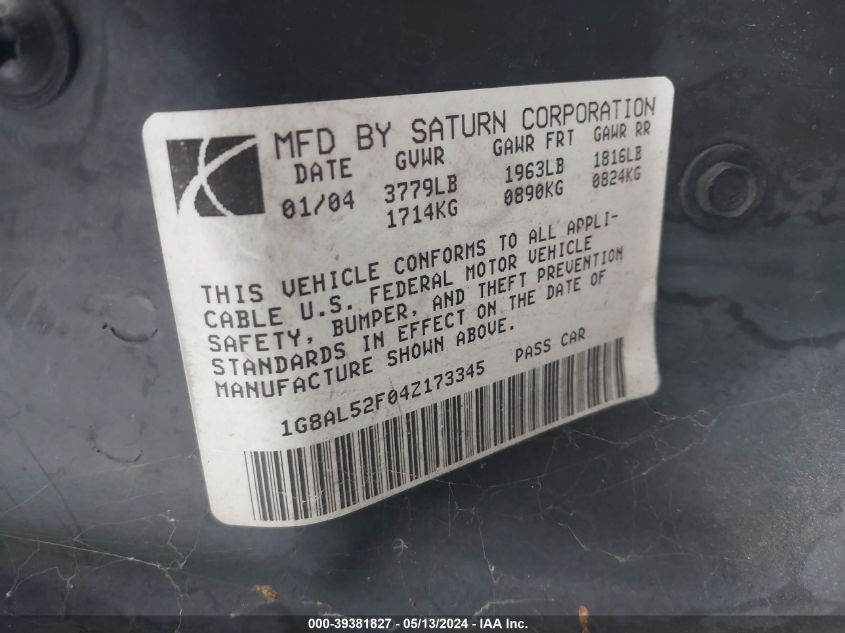 MFD BY SATURN CORPORATION
DATE GVWR GAWR FRT GAWR RR
01/04 3779LB 1963LB 1816LB
1714KG 0890KG 0824KG
THIS VEHICLE CONFORMS TO ALL APPLI-
CABLE U.S. FEDERAL MOTOR VEHICLE
SAFETY, BUMPER, AND THEFT PREVENTION
STANDARDS IN EFFECT ON THE DATE OF
MANUFACTURE SHOWN ABOVE.
1G8AL52F04Z173345 PASS CAR
000-39381827 - 05/13/2024 - IAA Inc.